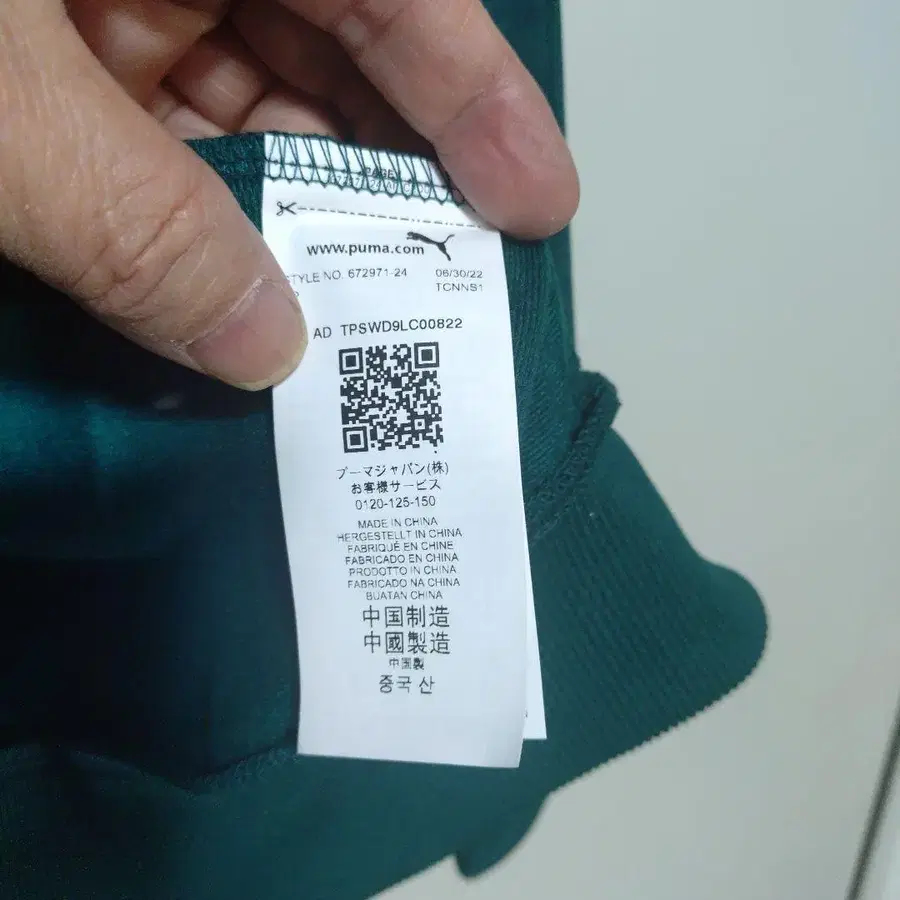 www.puma.com
STYLE NO. 672971-24 06/30/22
TCNNS1
AD TPSWD9LC00822
プーマジャパン(株)
お客様サービス
0120-125-150
MADE IN CHINA
HERGESTELLT IN CHINA
FABRIQUÉ EN CHINE
FABRICADO EN CHINA
PRODOTTO IN CHINA
FABRICADO NA CHINA
BUATAN CHINA
中国制造
中國製造
中国製
중국 산